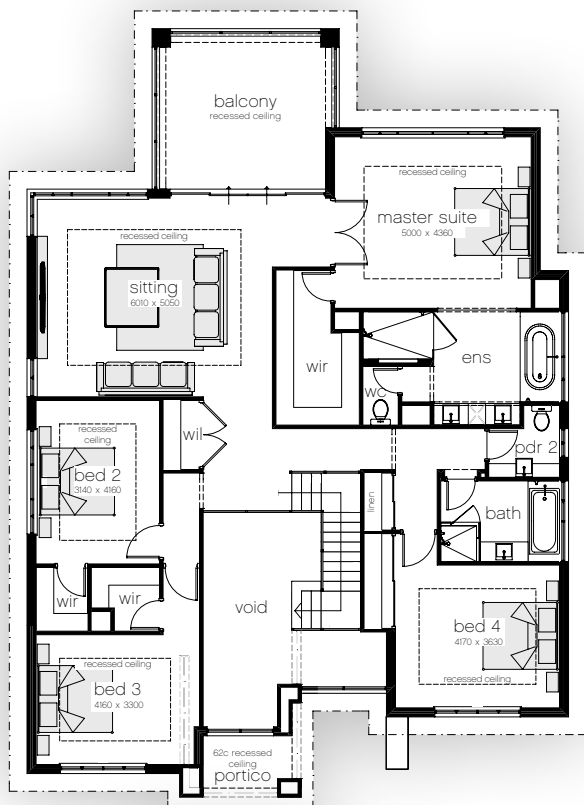 balcony
recessed ceiling
recessed ceiling
master suite
5000 x 4360
recessed ceiling
sitting
6010 x 5050
wir
ens
wc
wil
recessed
ceiling
bed 2
3140 x 4160
pdr 2
linen
bath
wir
wir
void
bed 4
4170 x 3630
recessed ceiling
recessed ceiling
bed 3
4160 x 3300
62c recessed
ceiling
portico